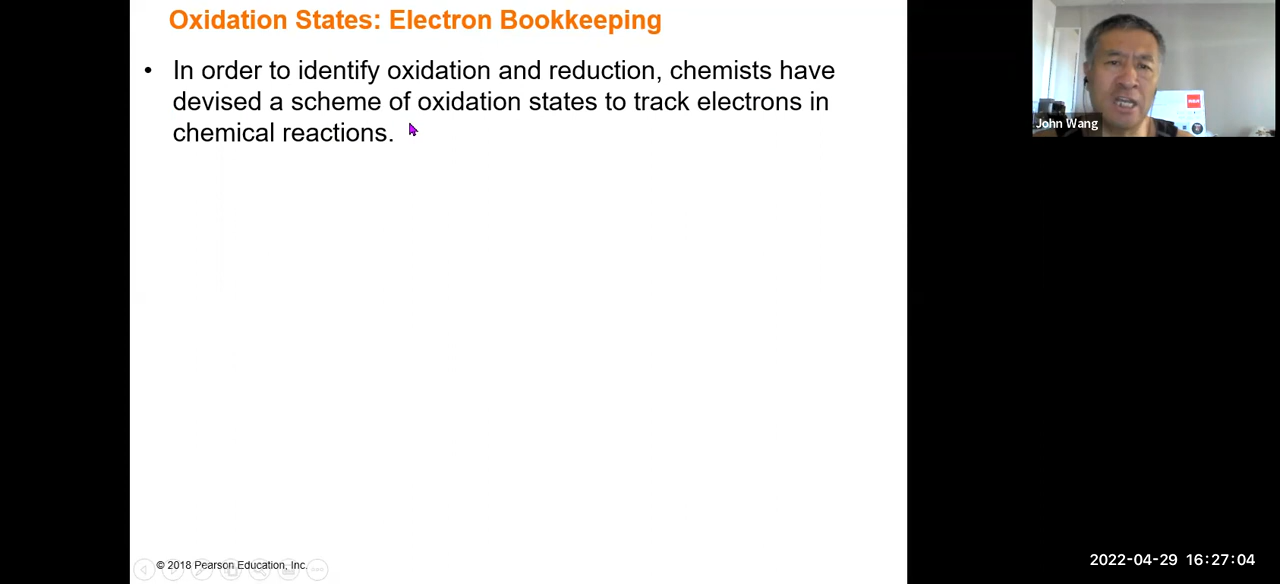 Oxidation States: Electron Bookkeeping
• In order to identify oxidation and reduction, chemists have
devised a scheme of oxidation states to track electrons in
chemical reactions.
John Wang
© 2018 Pearson Education, Inc.
2022-04-29 16:27:04